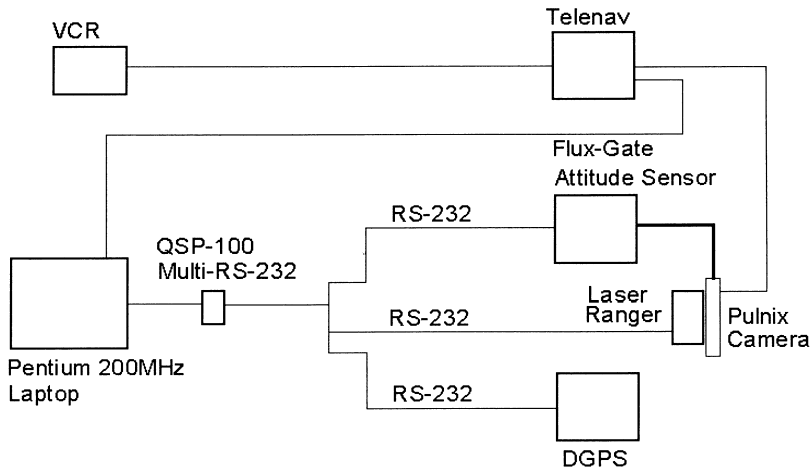 VCR
Telenav
Flux-Gate
Attitude Sensor
RS-232
QSP-100
Multi-RS-232
Laser
Ranger
RS-232
Pulnix
Camera
Pentium 200MHz
Laptop
RS-232
DGPS